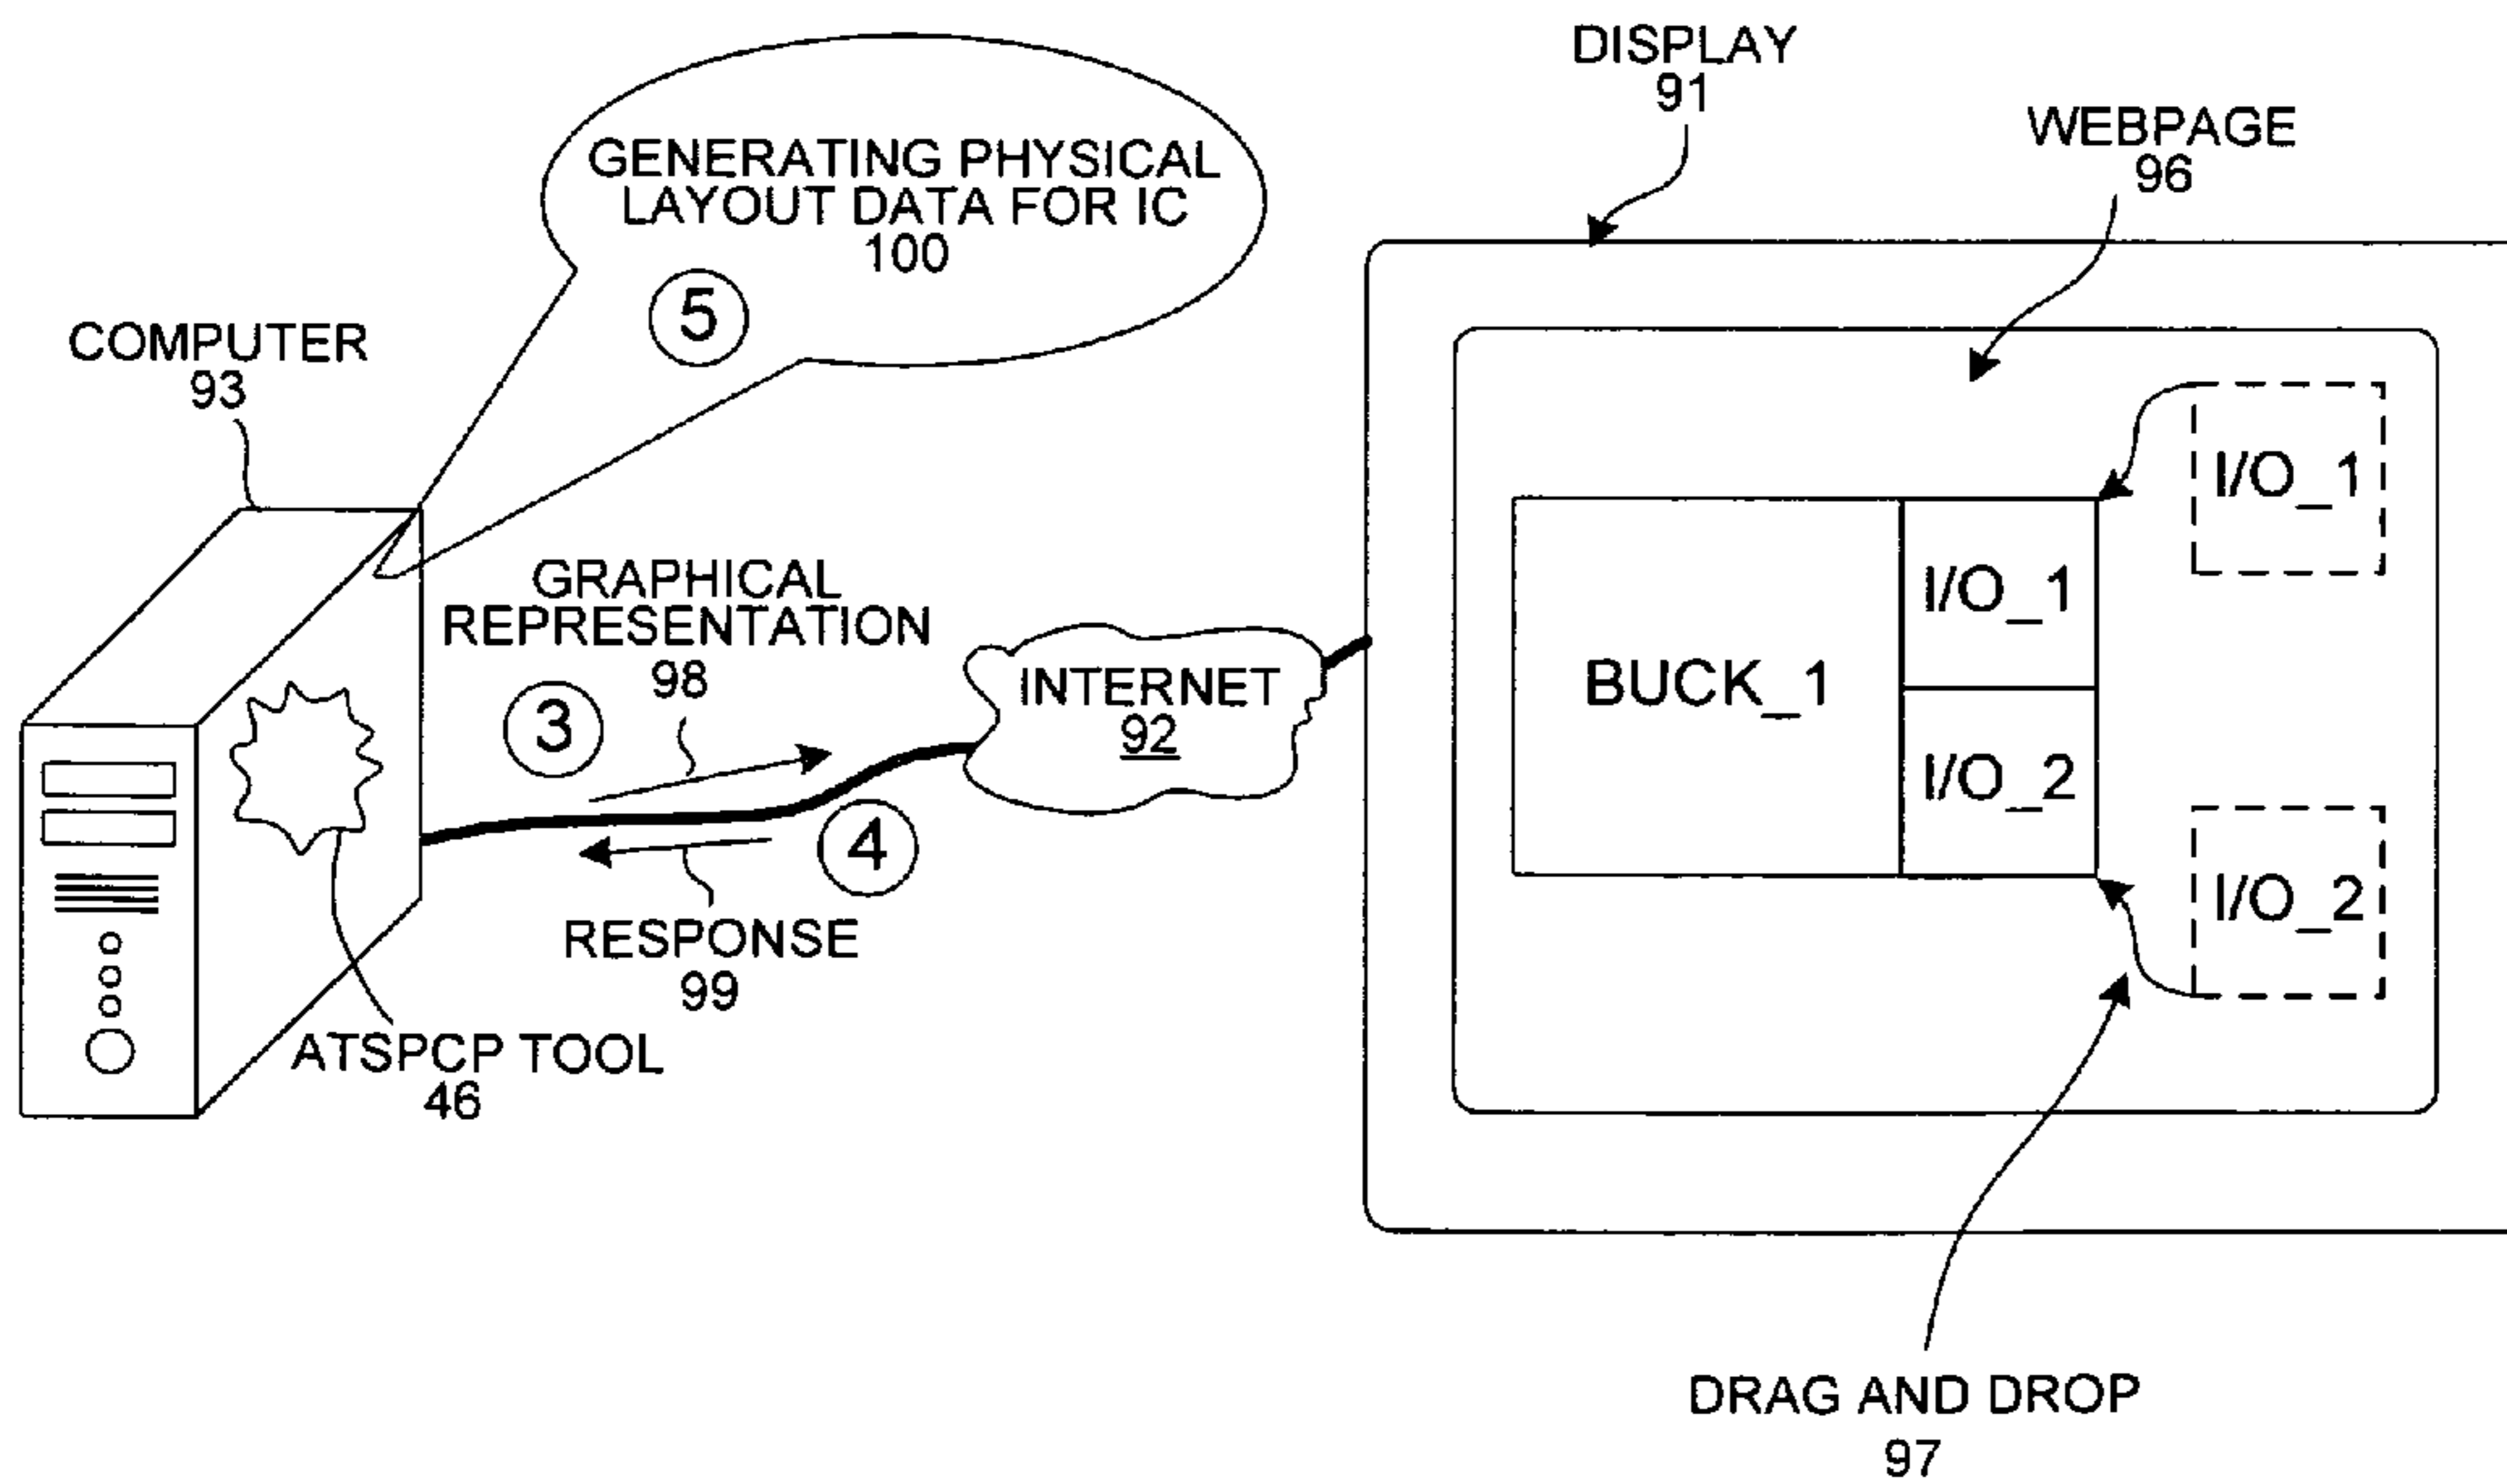 DISPLAY
91
WEBPAGE
96
GENERATING PHYSICAL
LAYOUT DATA FOR IC
100
5
COMPUTER
93
GRAPHICAL
REPRESENTATION
98
3
INTERNET
92
4
RESPONSE
99
ATSPCP TOOL
46
I/O_1
I/O_1
BUCK_1
I/O_2
I/O_2
DRAG AND DROP
97